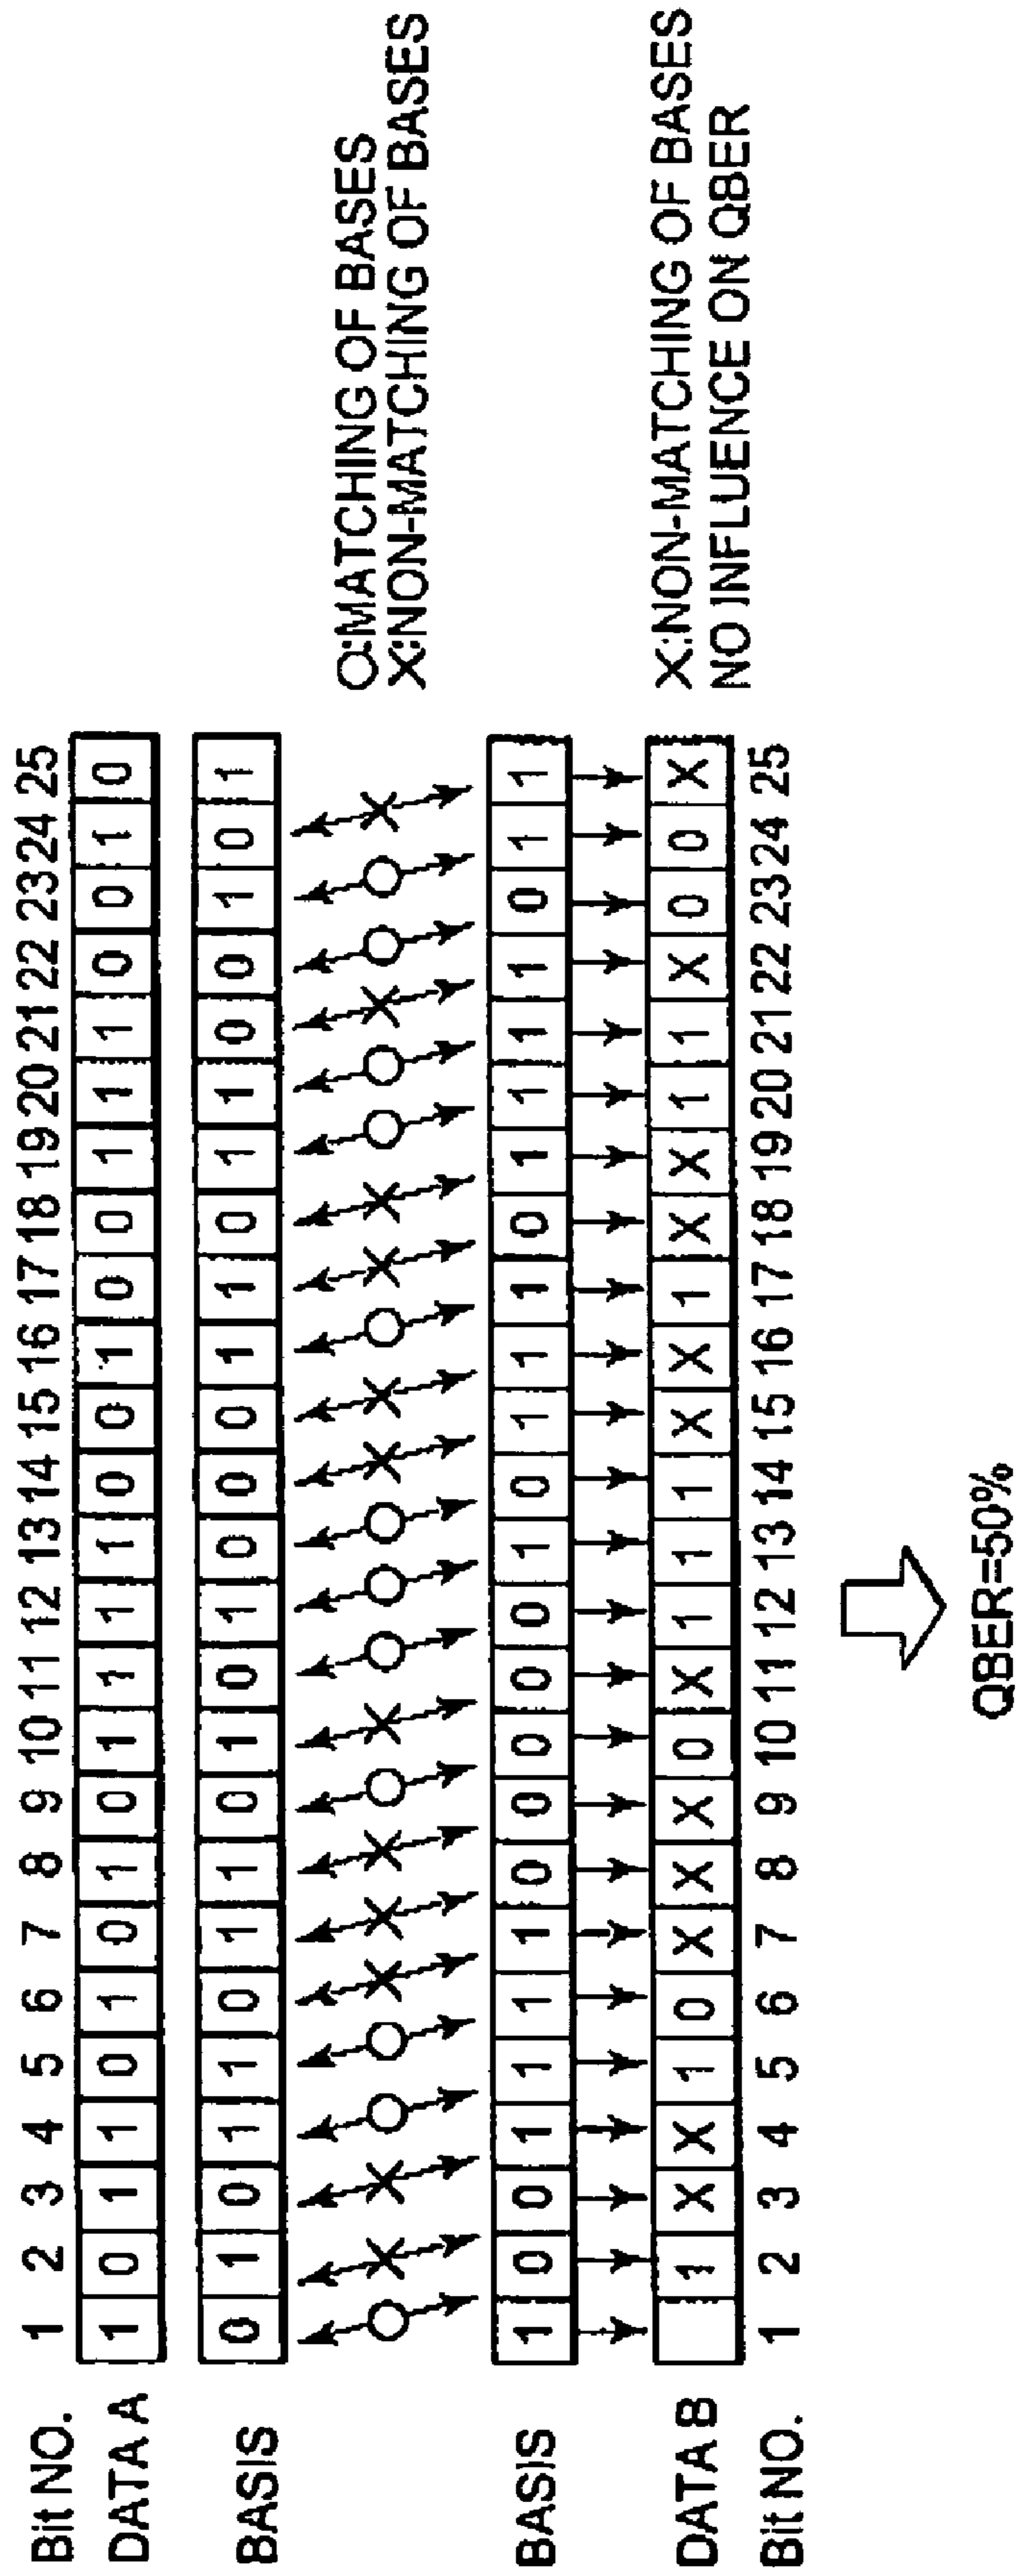 Bit NO. 1 2 3 4 5 6 7 8 9 10 11 12 13 14 15 16 17 18 19 20 21 22 23 24 25
DATA A 1 0 1 1 0 1 0 1 0 1 1 1 1 0 0 1 0 0 1 1 1 0 0 1 0
BASIS 0 1 0 1 1 0 1 1 0 1 0 1 0 0 0 1 1 0 1 1 0 0 1 0 1
O X X O O X X X O X O O O X X O X X O O X O O X
O:MATCHING OF BASES
X:NON-MATCHING OF BASES
BASIS 1 0 0 1 1 1 1 0 0 0 0 0 1 0 1 1 1 0 1 1 1 1 0 1 1
DATA B 1 X X 1 0 X X X 0 X 1 1 1 X X 1 X X 1 1 X 0 0 X
Bit NO. 1 2 3 4 5 6 7 8 9 10 11 12 13 14 15 16 17 18 19 20 21 22 23 24 25
X:NON-MATCHING OF BASES
NO INFLUENCE ON QBER
QBER=50%